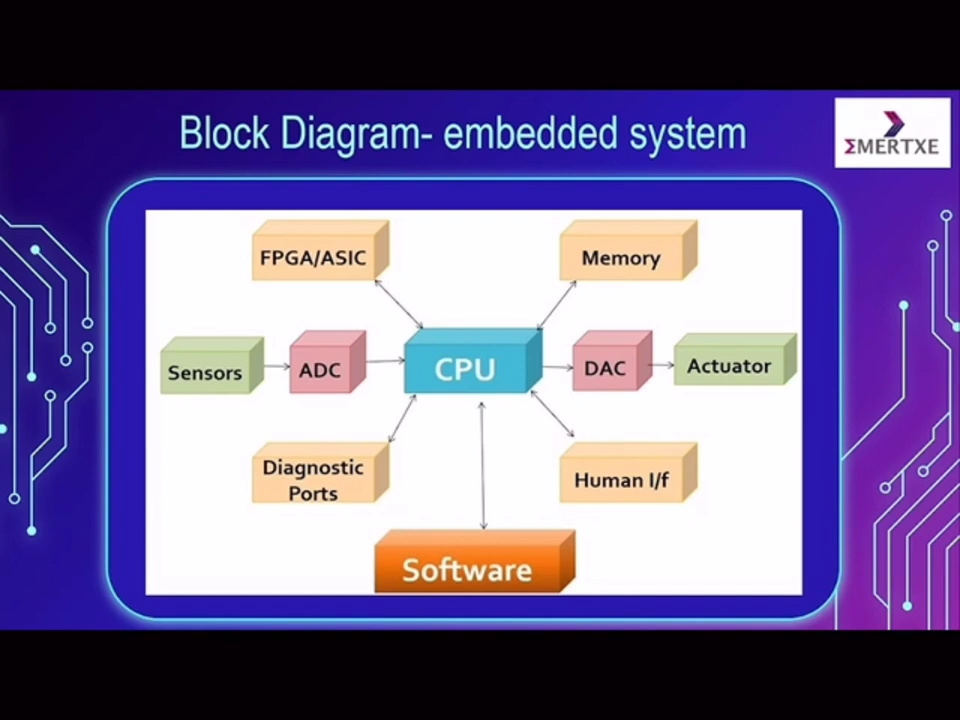 Block Diagram- embedded system
ΣMERTXE
FPGA/ASIC
Memory
Sensors
ADC
CPU
DAC
Actuator
Diagnostic
Ports
Human I/f
Software